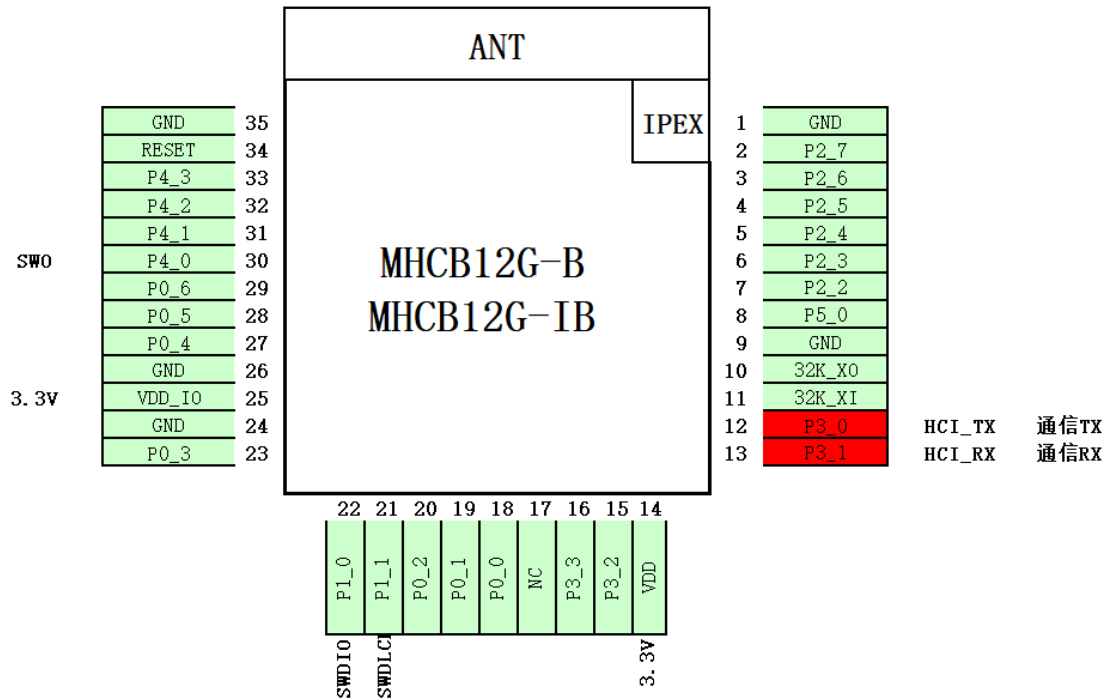 ANT
IPEX
MHCB12G-B
MHCB12G-IB
GND 35
RESET 34
P4_3 33
P4_2 32
P4_1 31
SWO P4_0 30
P0_6 29
P0_5 28
P0_4 27
GND 26
3.3V VDD_IO 25
GND 24
P0_3 23
1 GND
2 P2_7
3 P2_6
4 P2_5
5 P2_4
6 P2_3
7 P2_2
8 P5_0
9 GND
10 32K_XO
11 32K_XI
12 P3_0 HCI_TX 通信TX
13 P3_1 HCI_RX 通信RX
22 21 20 19 18 17 16 15 14
P1_0 P1_1 P0_2 P0_1 P0_0 NC P3_3 P3_2 VDD
SWDIO 3.3V